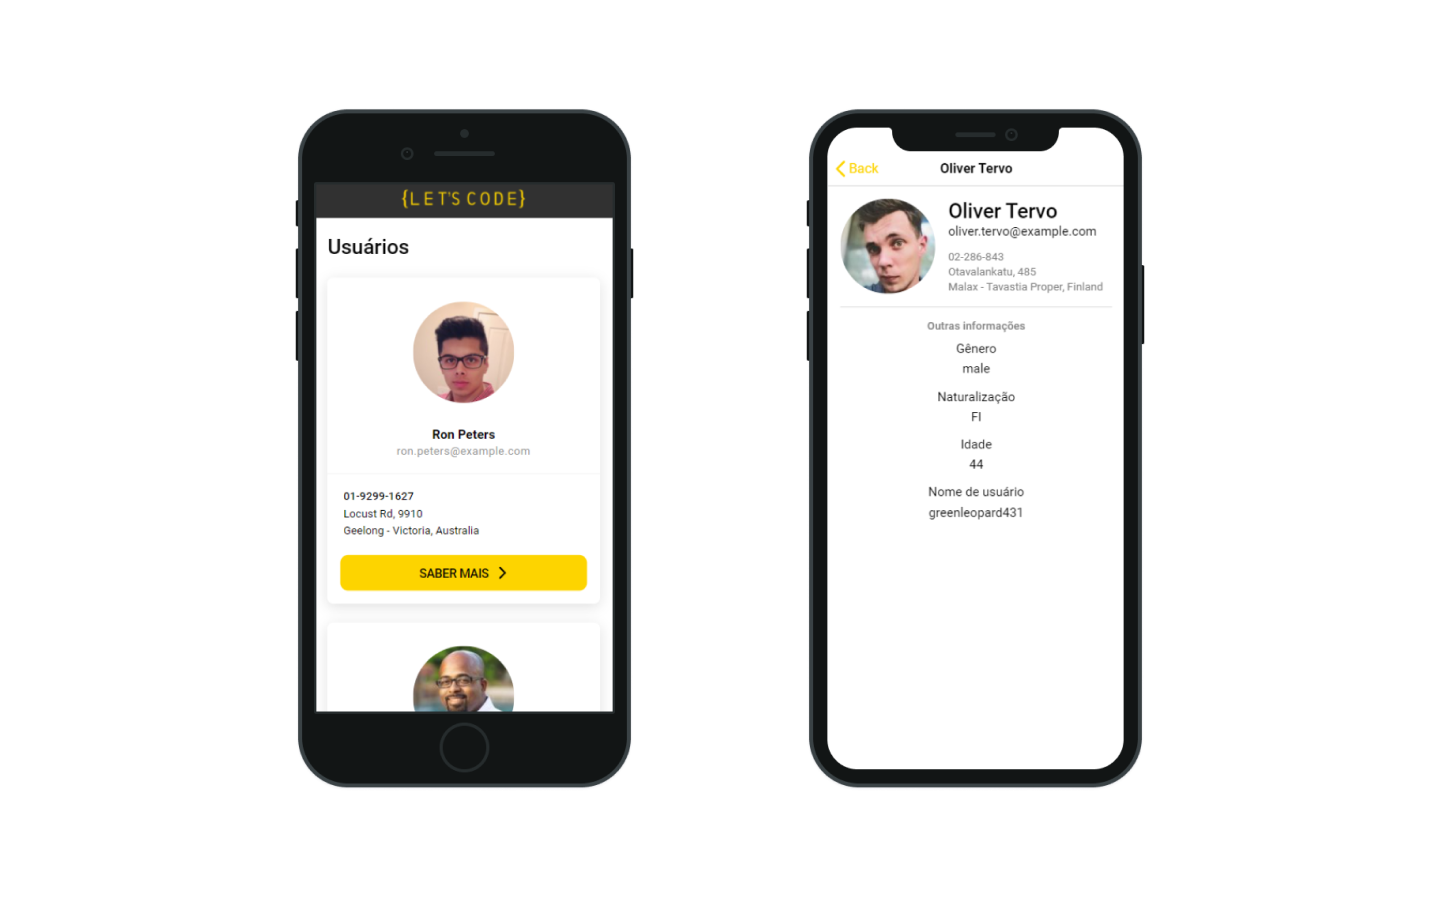 {LET'S CODE}
Usuários
Ron Peters
ron.peters@example.com
01-9299-1627
Locust Rd, 9910
Geelong - Victoria, Australia
SABER MAIS
Back
Oliver Tervo
Oliver Tervo
oliver.tervo@example.com
02-286-843
Otavalankatu, 485
Malax - Tavastia Proper, Finland
Outras informações
Gênero
male
Naturalização
FI
Idade
44
Nome de usuário
greenleopard431